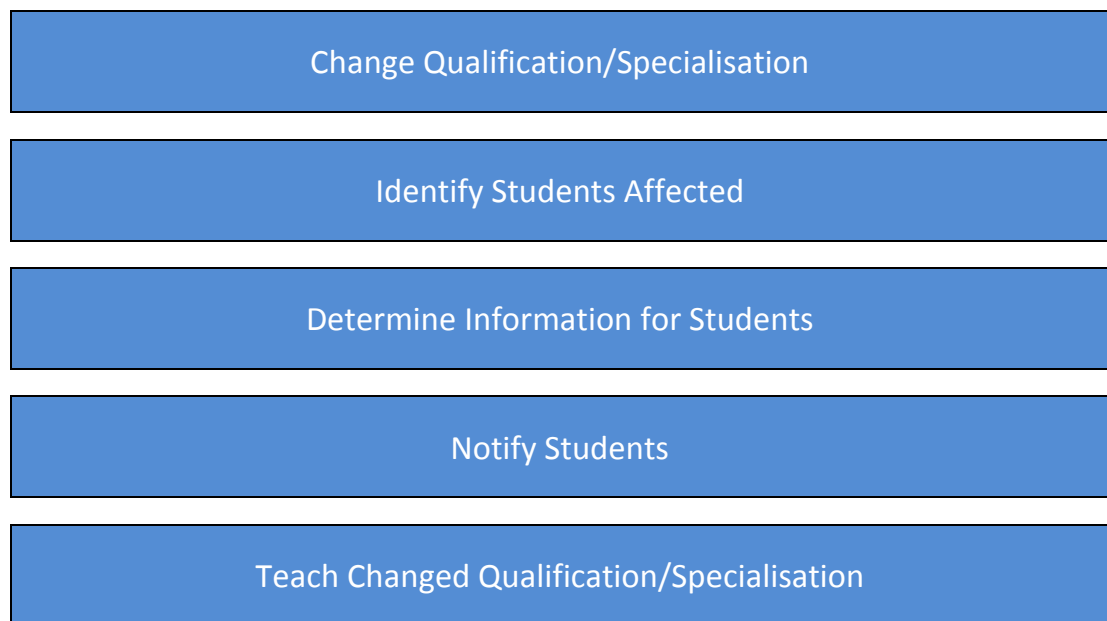 Change Qualification/Specialisation
Identify Students Affected
Determine Information for Students
Notify Students
Teach Changed Qualification/Specialisation